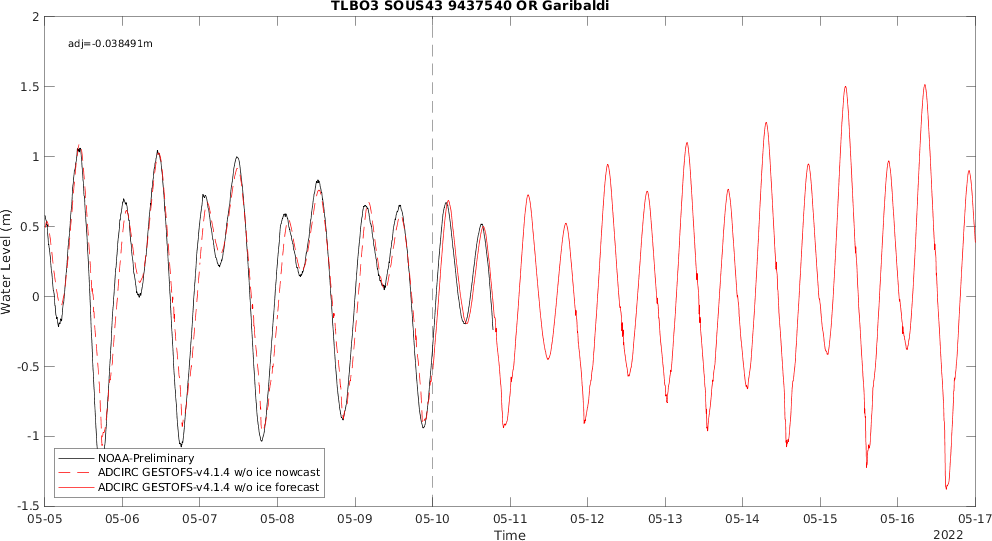 TLBO3 SOUS43 9437540 OR Garibaldi
adj=-0.038491m
Water Level (m)
2
1.5
1
0.5
0
-0.5
-1
-1.5
NOAA-Preliminary
ADCIRC GESTOFS-v4.1.4 w/o ice nowcast
ADCIRC GESTOFS-v4.1.4 w/o ice forecast
05-05 05-06 05-07 05-08 05-09 05-10 05-11 05-12 05-13 05-14 05-15 05-16 05-17
Time
2022